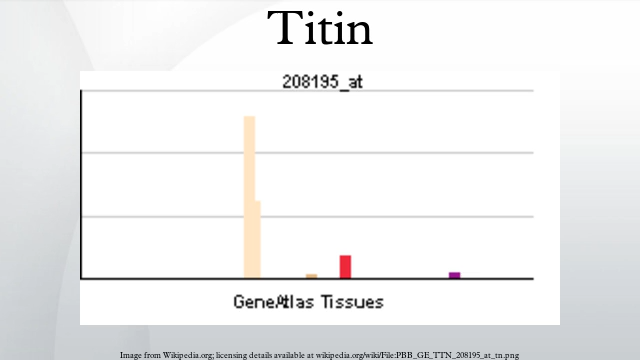 Titin
208195_at
GeneAtlas Tissues
Image from Wikipedia.org; licensing details available at wikipedia.org/wiki/File:PBB_GE_TTN_208195_at_tn.png